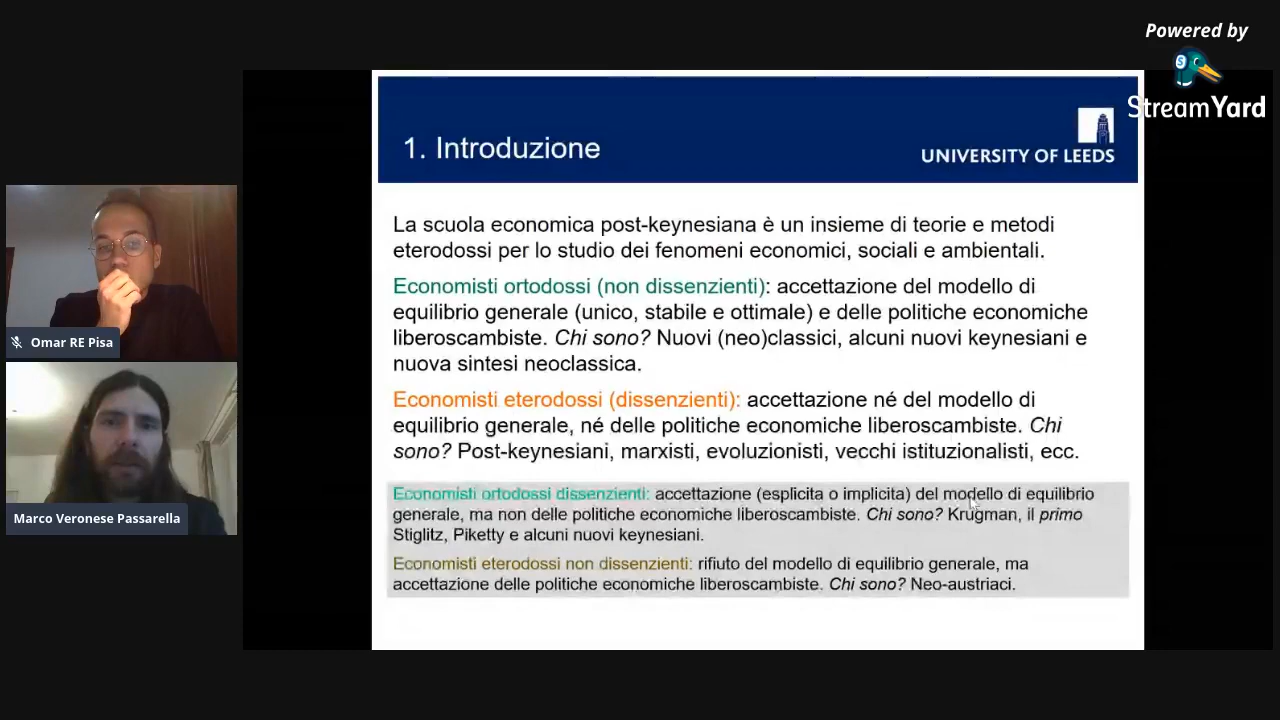 Powered by
StreamYard
1. Introduzione
UNIVERSITY OF LEEDS
La scuola economica post-keynesiana è un insieme di teorie e metodi
eterodossi per lo studio dei fenomeni economici, sociali e ambientali.
Economisti ortodossi (non dissenzienti): accettazione del modello di
equilibrio generale (unico, stabile e ottimale) e delle politiche economiche
liberoscambiste. Chi sono? Nuovi (neo)classici, alcuni nuovi keynesiani e
nuova sintesi neoclassica.
Economisti eterodossi (dissenzienti): accettazione né del modello di
equilibrio generale, né delle politiche economiche liberoscambiste. Chi
sono? Post-keynesiani, marxisti, evoluzionisti, vecchi istituzionalisti, ecc.
Economisti ortodossi dissenzienti: accettazione (esplicita o implicita) del modello di equilibrio
generale, ma non delle politiche economiche liberoscambiste. Chi sono? Krugman, il primo
Stiglitz, Piketty e alcuni nuovi keynesiani.
Economisti eterodossi non dissenzienti: rifiuto del modello di equilibrio generale, ma
accettazione delle politiche economiche liberoscambiste. Chi sono? Neo-austriaci.
Omar RE Pisa
Marco Veronese Passarella